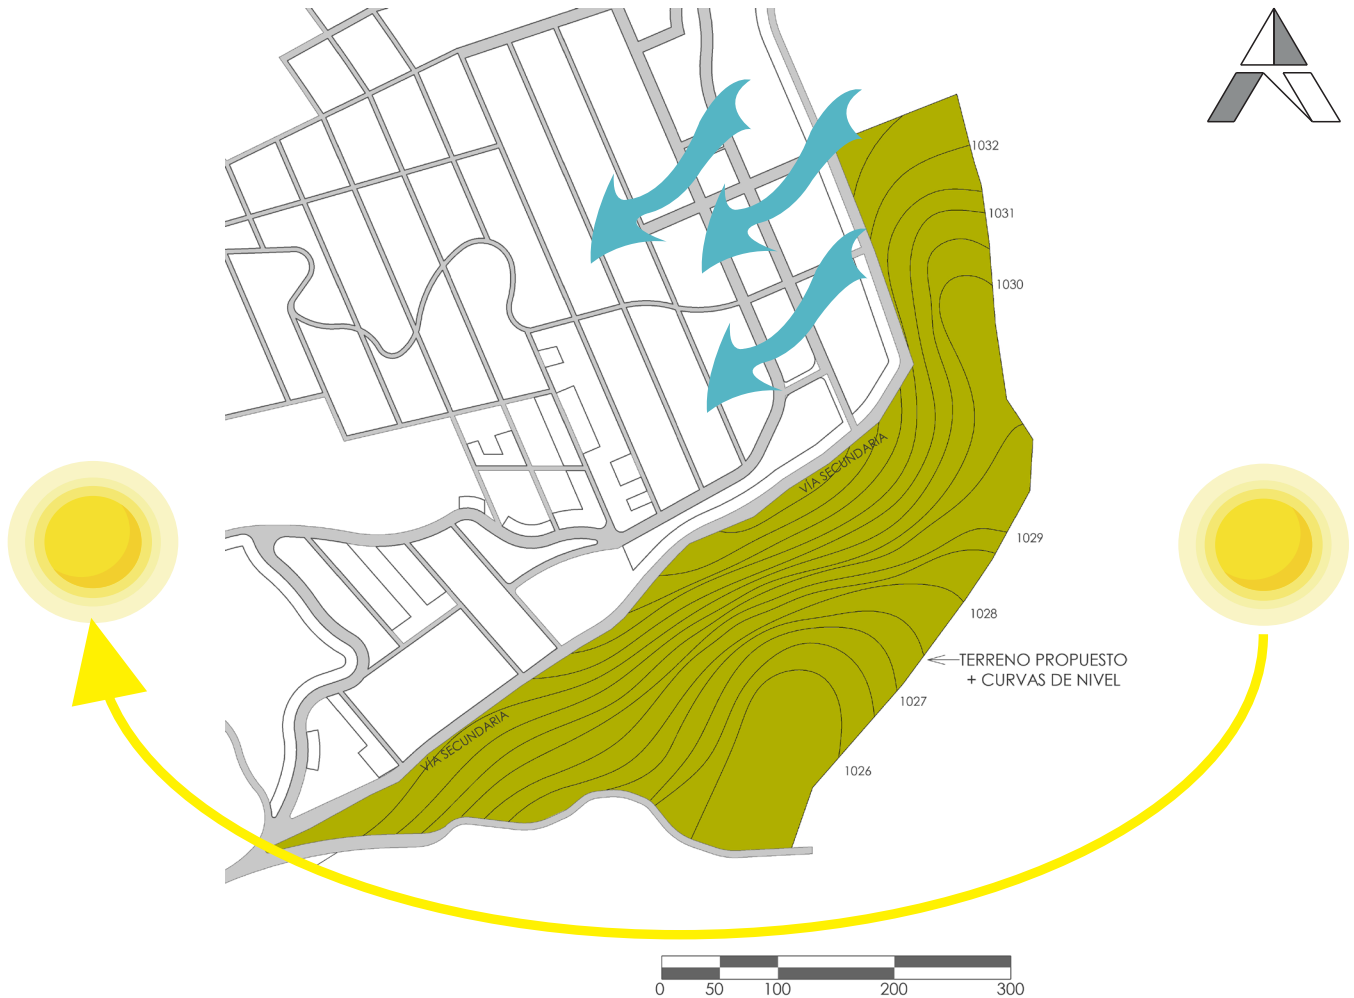 1032
1031
1030
VÍA SECUNDARIA
1029
1028
TERRENO PROPUESTO
+ CURVAS DE NIVEL
1027
VÍA SECUNDARIA
1026
0 50 100 200 300